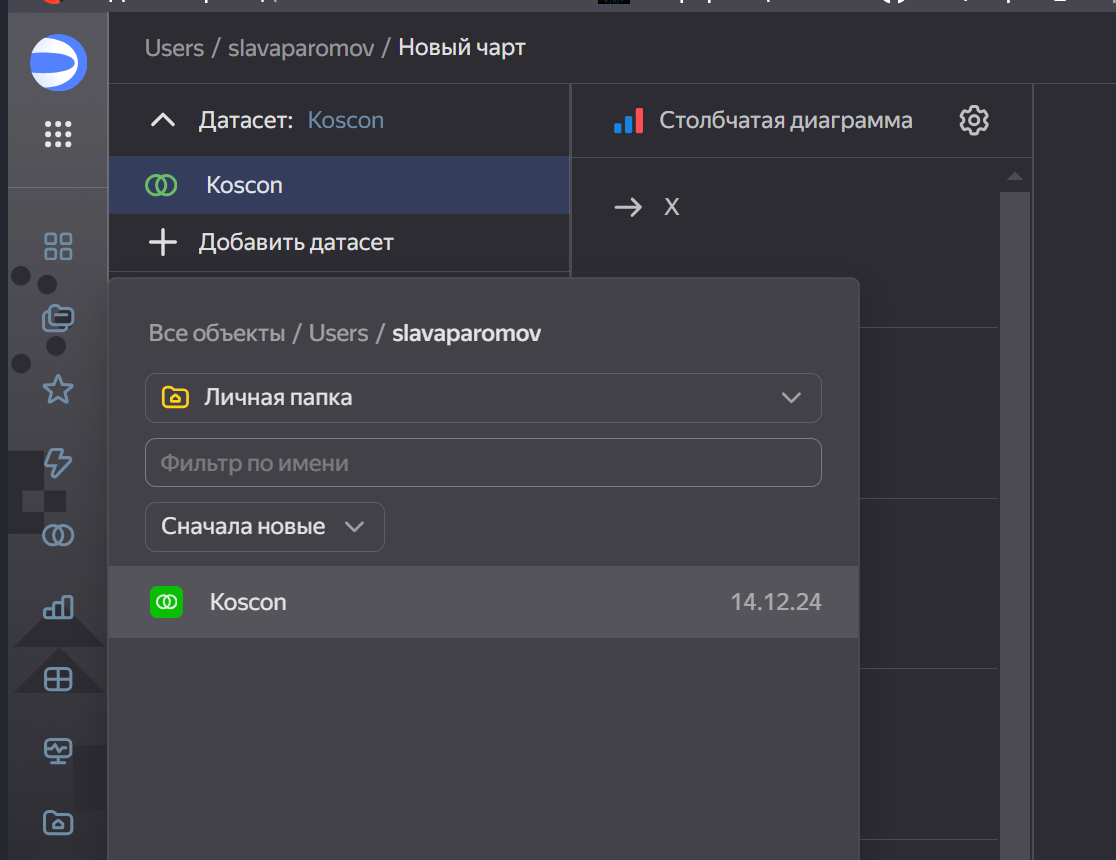 Users / slavaparomov / Новый чарт
Датасет: Koscon
Столбчатая диаграмма
Koscon
X
Добавить датасет
Все объекты / Users / slavaparomov
Личная папка
Фильтр по имени
Сначала новые
Koscon 14.12.24